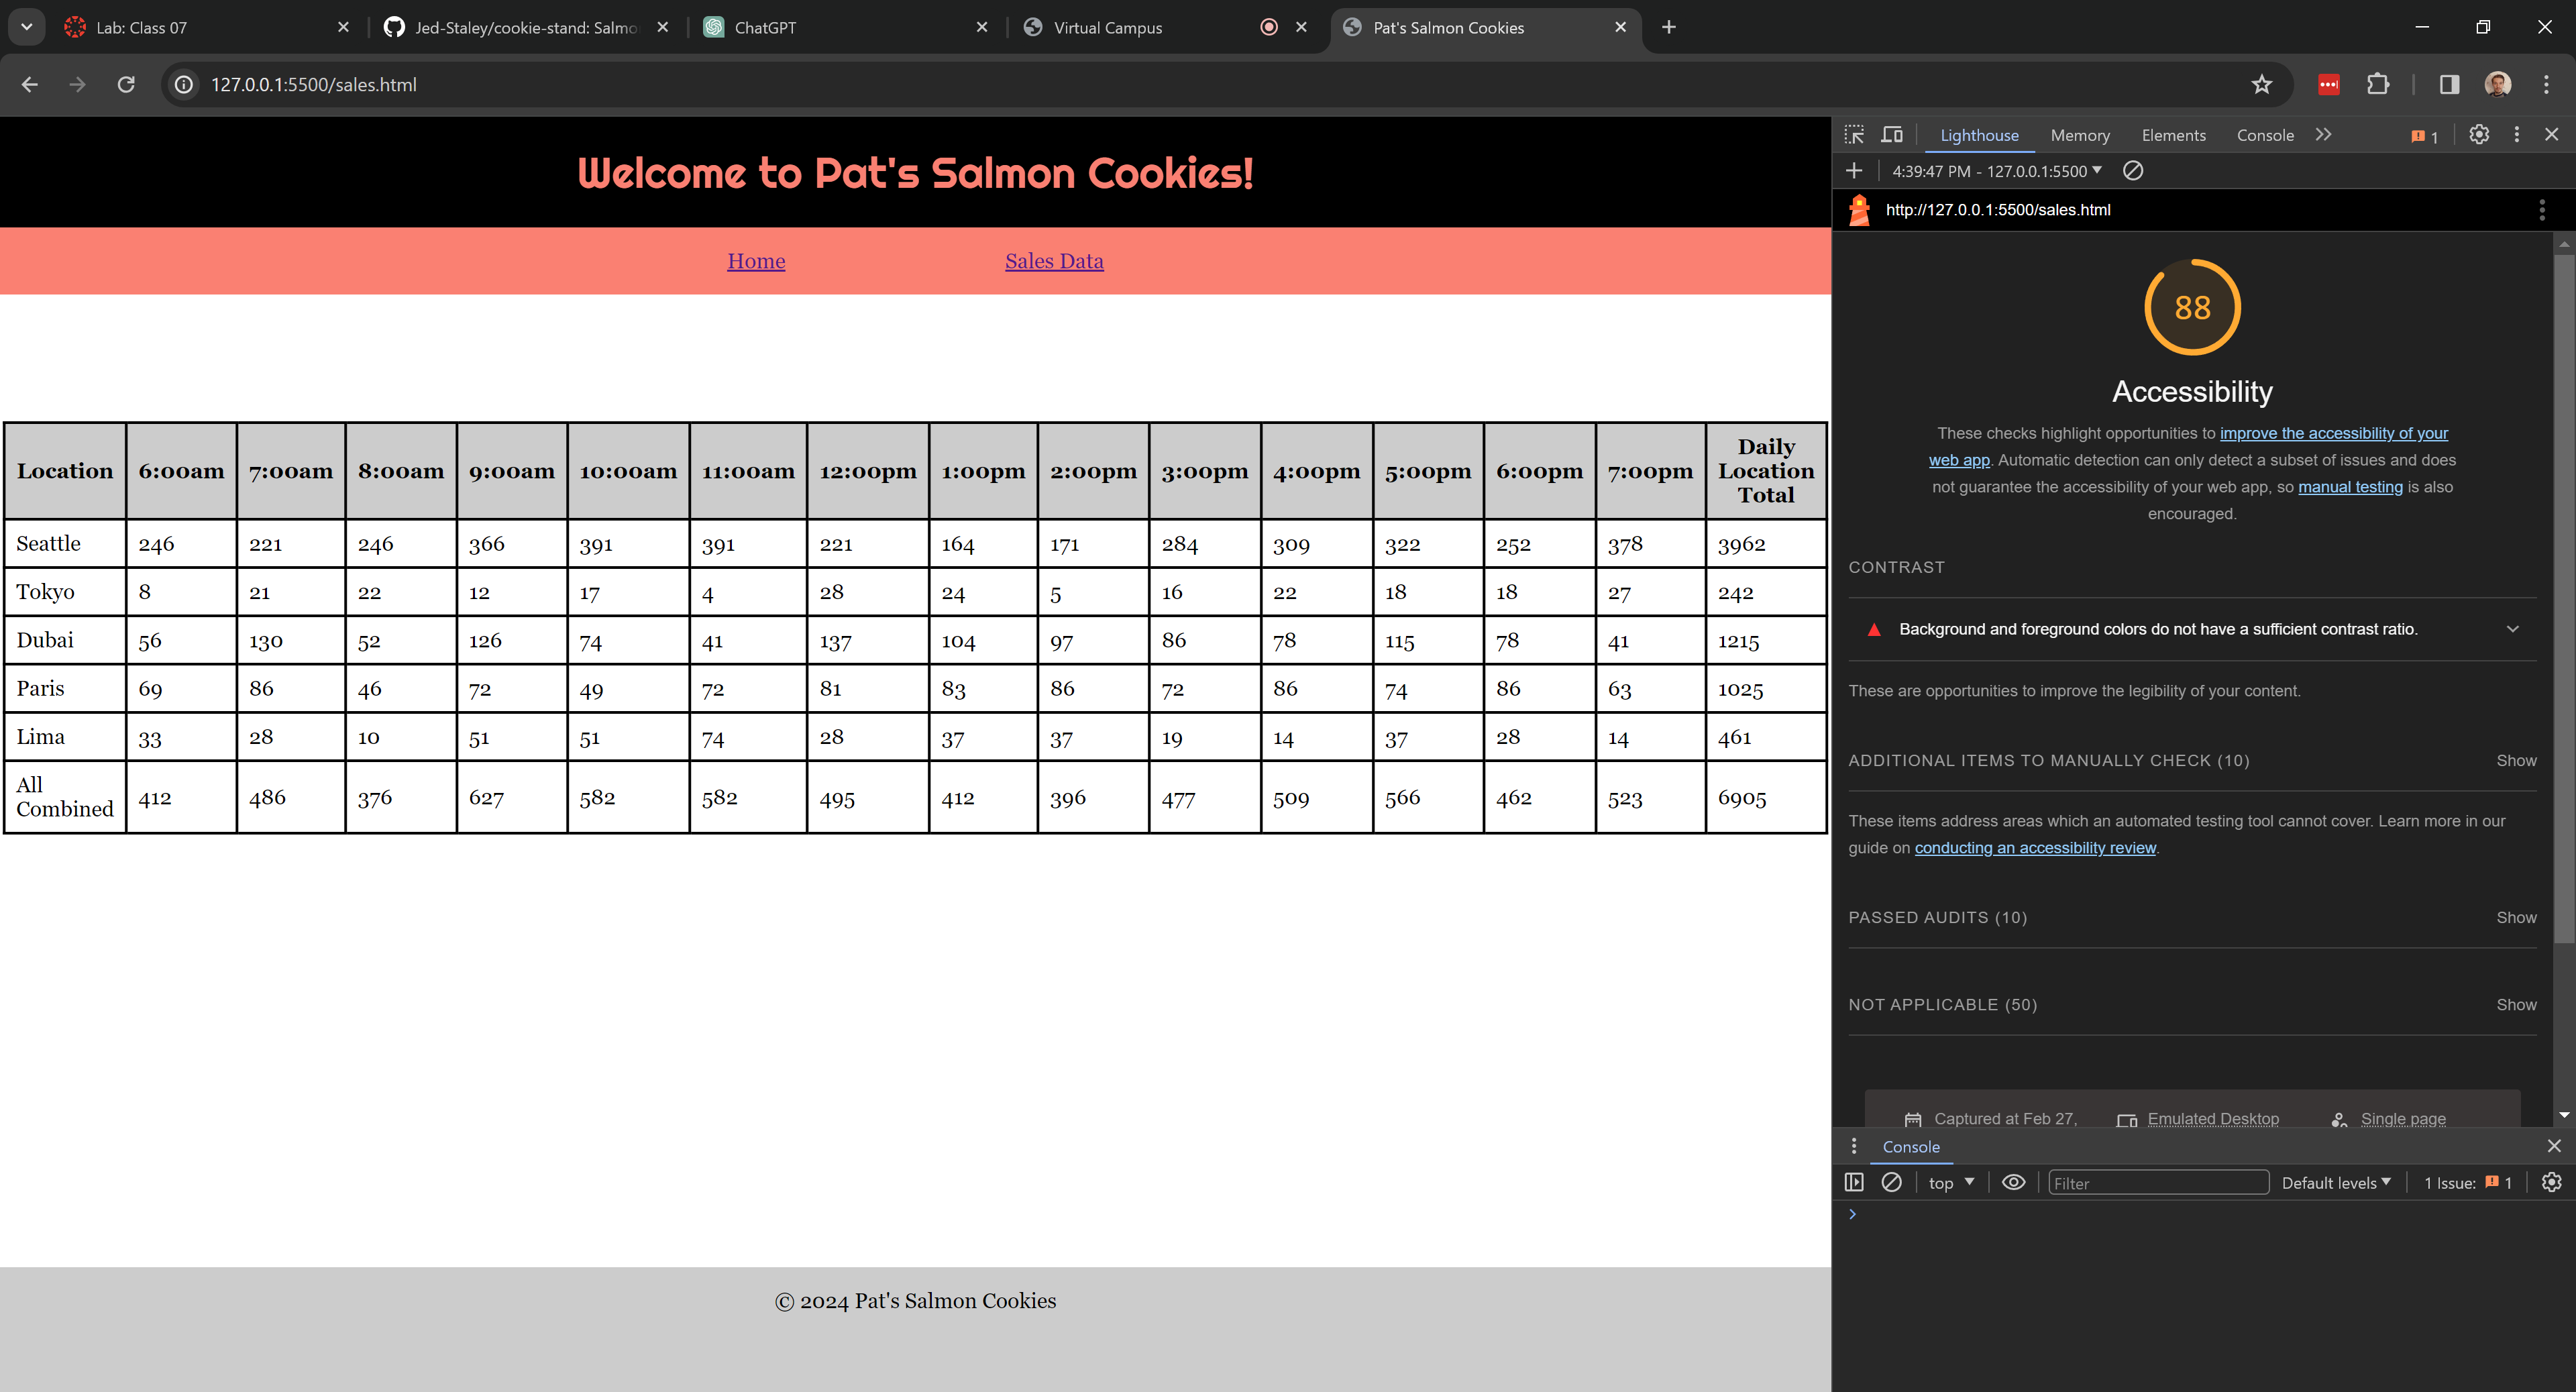 Lab: Class 07
Jed-Staley/cookie-stand: Salmo
ChatGPT
Virtual Campus
Pat's Salmon Cookies
127.0.0.1:5500/sales.html
Welcome to Pat's Salmon Cookies!
Home Sales Data
Location 6:00am 7:00am 8:00am 9:00am 10:00am 11:00am 12:00pm 1:00pm 2:00pm 3:00pm 4:00pm 5:00pm 6:00pm 7:00pm Daily
Location
Total
Seattle 246 221 246 366 391 391 221 164 171 284 309 322 252 378 3962
Tokyo 8 21 22 12 17 4 28 24 5 16 22 18 18 27 242
Dubai 56 130 52 126 74 41 137 104 97 86 78 115 78 41 1215
Paris 69 86 46 72 49 72 81 83 86 72 86 74 86 63 1025
Lima 33 28 10 51 51 74 28 37 37 19 14 37 28 14 461
All
Combined 412 486 376 627 582 582 495 412 396 477 509 566 462 523 6905
© 2024 Pat's Salmon Cookies
Lighthouse Memory Elements Console 1
4:39:47 PM - 127.0.0.1:5500
http://127.0.0.1:5500/sales.html
88
Accessibility
These checks highlight opportunities to improve the accessibility of your
web app. Automatic detection can only detect a subset of issues and does
not guarantee the accessibility of your web app, so manual testing is also
encouraged.
CONTRAST
Background and foreground colors do not have a sufficient contrast ratio.
These are opportunities to improve the legibility of your content.
ADDITIONAL ITEMS TO MANUALLY CHECK (10) Show
These items address areas which an automated testing tool cannot cover. Learn more in our
guide on conducting an accessibility review.
PASSED AUDITS (10) Show
NOT APPLICABLE (50) Show
Captured at Feb 27, Emulated Desktop Single page
Console
top Filter Default levels 1 Issue: 1